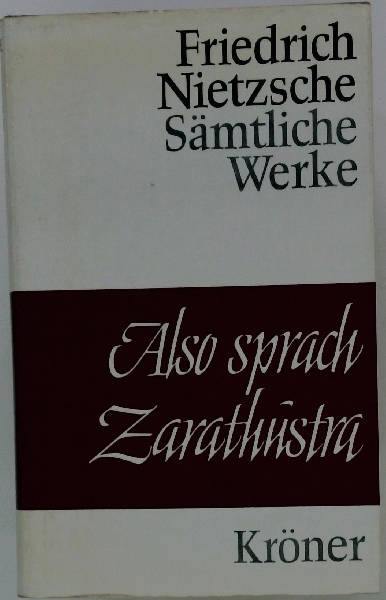 Friedrich
Nietzsche
Sämtliche
Werke
Also sprach
Zarathustra
Kröner